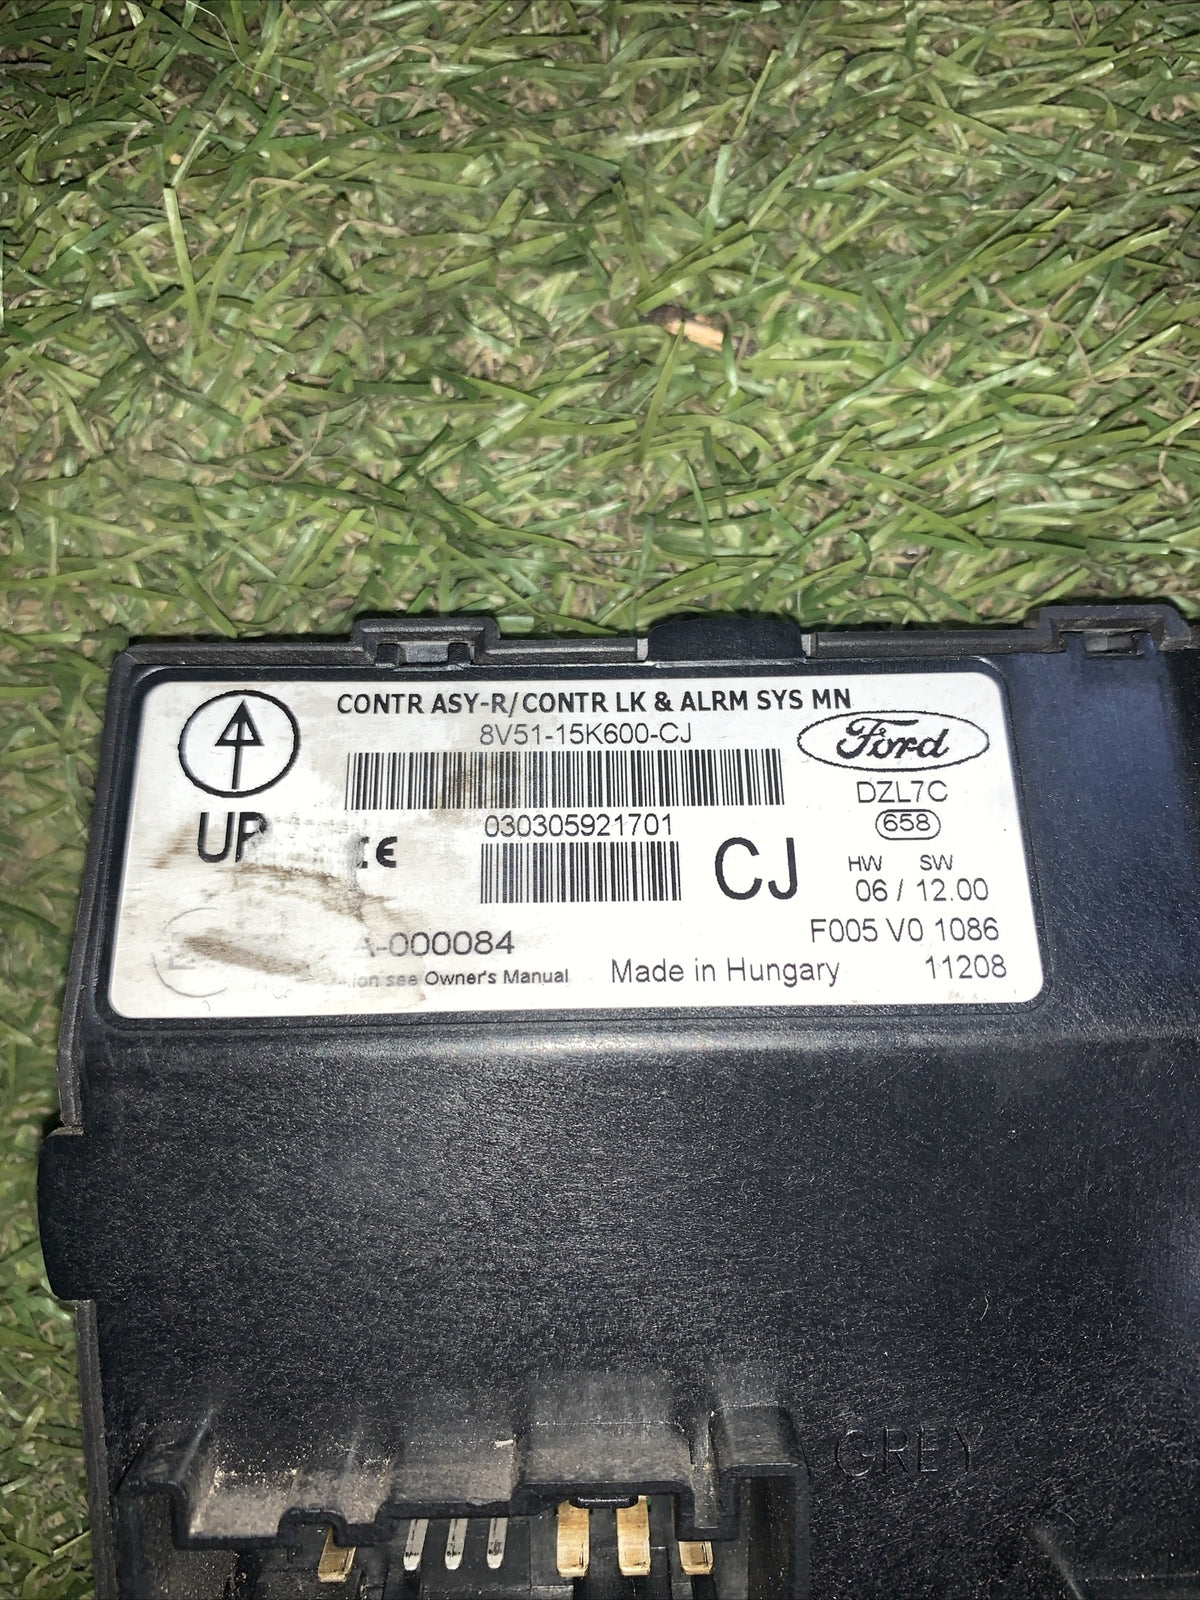 CONTR ASY-R/CONTR LK & ALRM SYS MN
8V51-15K600-CJ
Ford
DZL7C
658
UP
CE
030305921701
CJ
HW SW
06 / 12.00
A-000084
F005 V0 1086
see Owner's Manual
Made in Hungary
11208
GREY